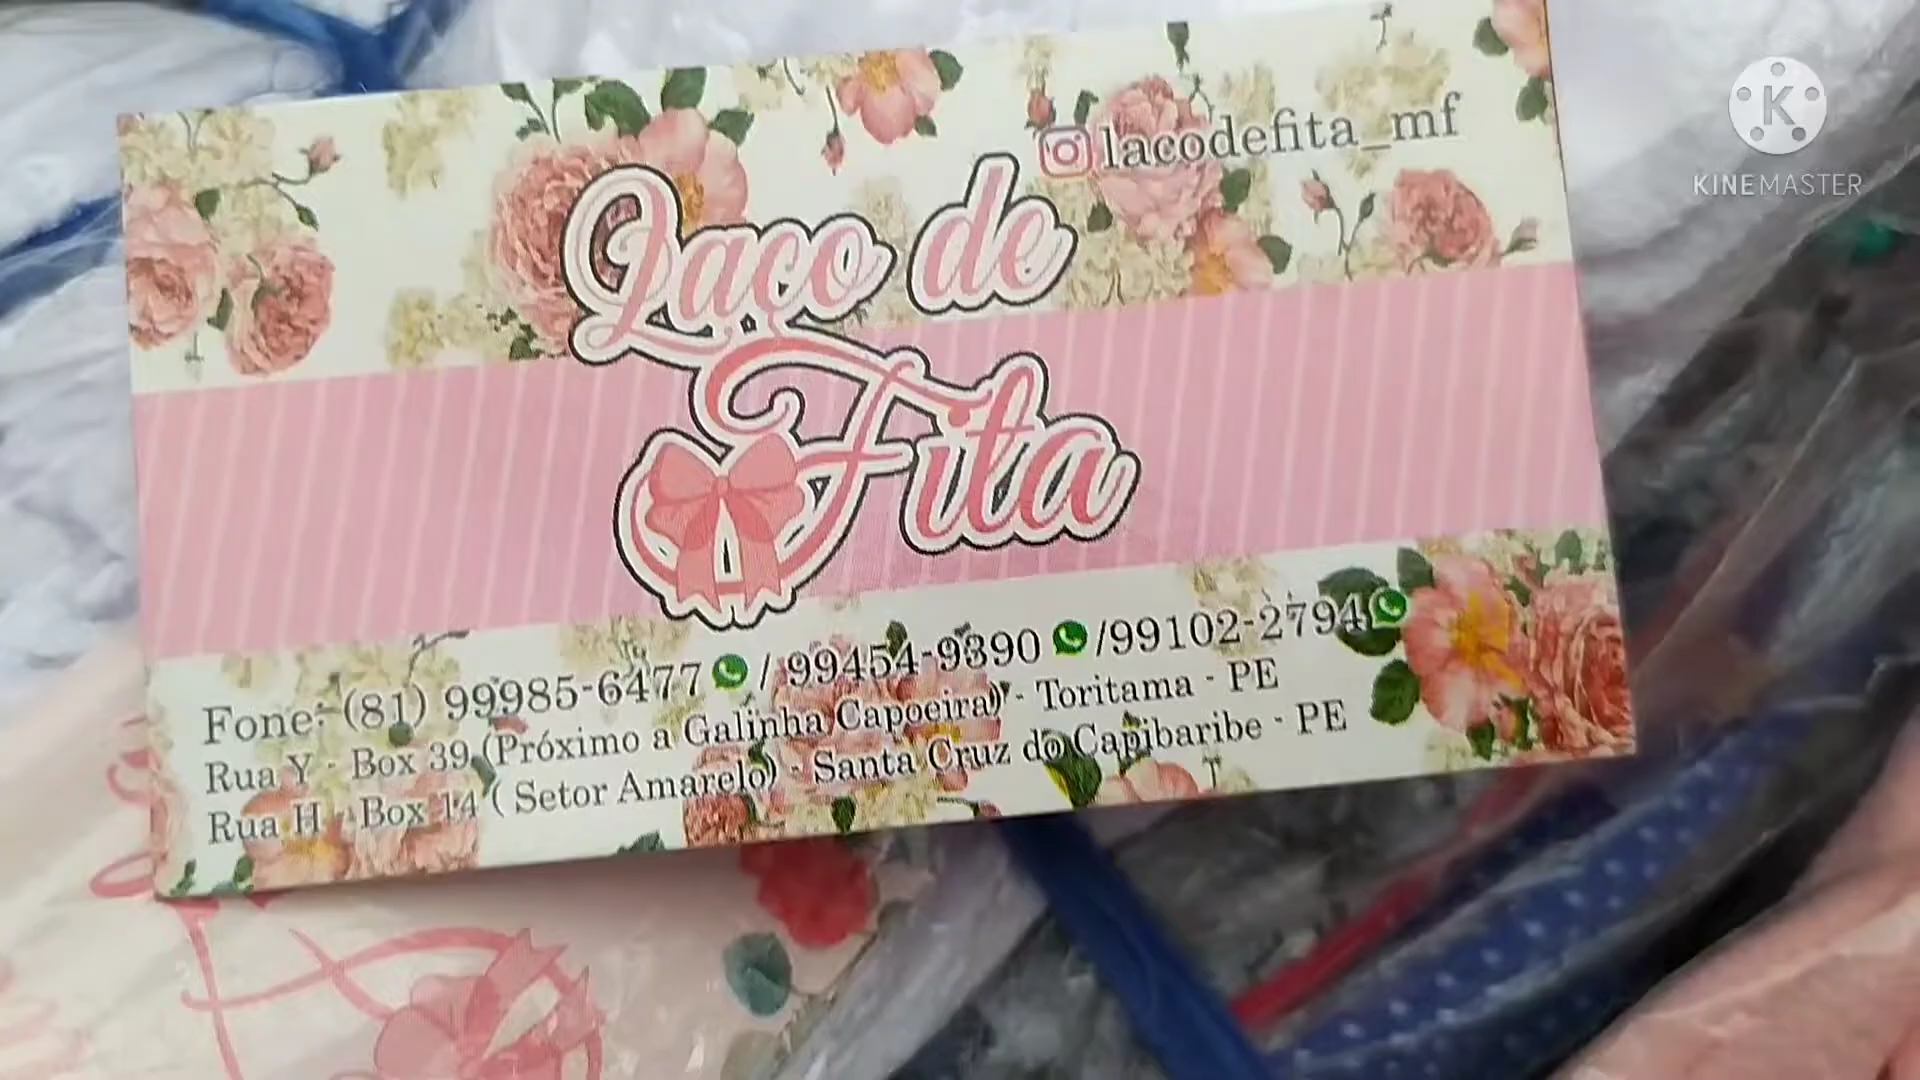 lacodefita_mf
Laço de
Fita
Fone: (81) 99985-6477 / 99454-9390 /99102-2794
Rua Y - Box 39 (Próximo a Galinha Capoeira) - Toritama - PE
Rua H - Box 14 ( Setor Amarelo) - Santa Cruz do Capibaribe - PE
K
KINEMASTER